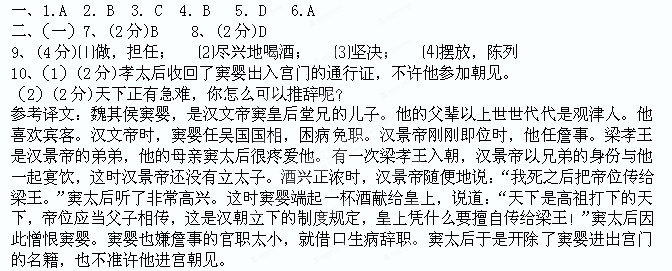 一、1.A 2. B 3. C 4. B 5. D 6.A
二、(一)7、(2分)B 8、(2分)D
9、(4分)⑴做，担任； ⑵尽兴地喝酒； ⑶坚决； ⑷摆放，陈列
10、(1)(2分)孝太后收回了窦婴出入宫门的通行证，不许他参加朝见。
(2)(2分)天下正有急难，你怎么可以推辞呢?
参考译文：魏其侯窦婴，是汉文帝窦皇后堂兄的儿子。他的父辈以上世世代代是观津人。他
喜欢宾客。汉文帝时，窦婴任吴国国相，困病免职。汉景帝刚刚即位时，他任詹事。梁孝王
是汉景帝的弟弟，他的母亲窦太后很疼爱他。有一次梁孝王入朝，汉景帝以兄弟的身份与他
一起宴饮，这时汉景帝还没有立太子。酒兴正浓时，汉景帝随便地说：“我死之后把帝位传给
梁王。”窦太后听了非常高兴。这时窦婴端起一杯酒献给皇上，说道：“天下是高祖打下的天
下，帝位应当父子相传，这是汉朝立下的制度规定，皇上凭什么要擅自传给梁王！”窦太后因
此憎恨窦婴。窦婴也嫌詹事的官职太小，就借口生病辞职。窦太后于是开除了窦婴进出宫门
的名籍，也不准许他进宫朝见。